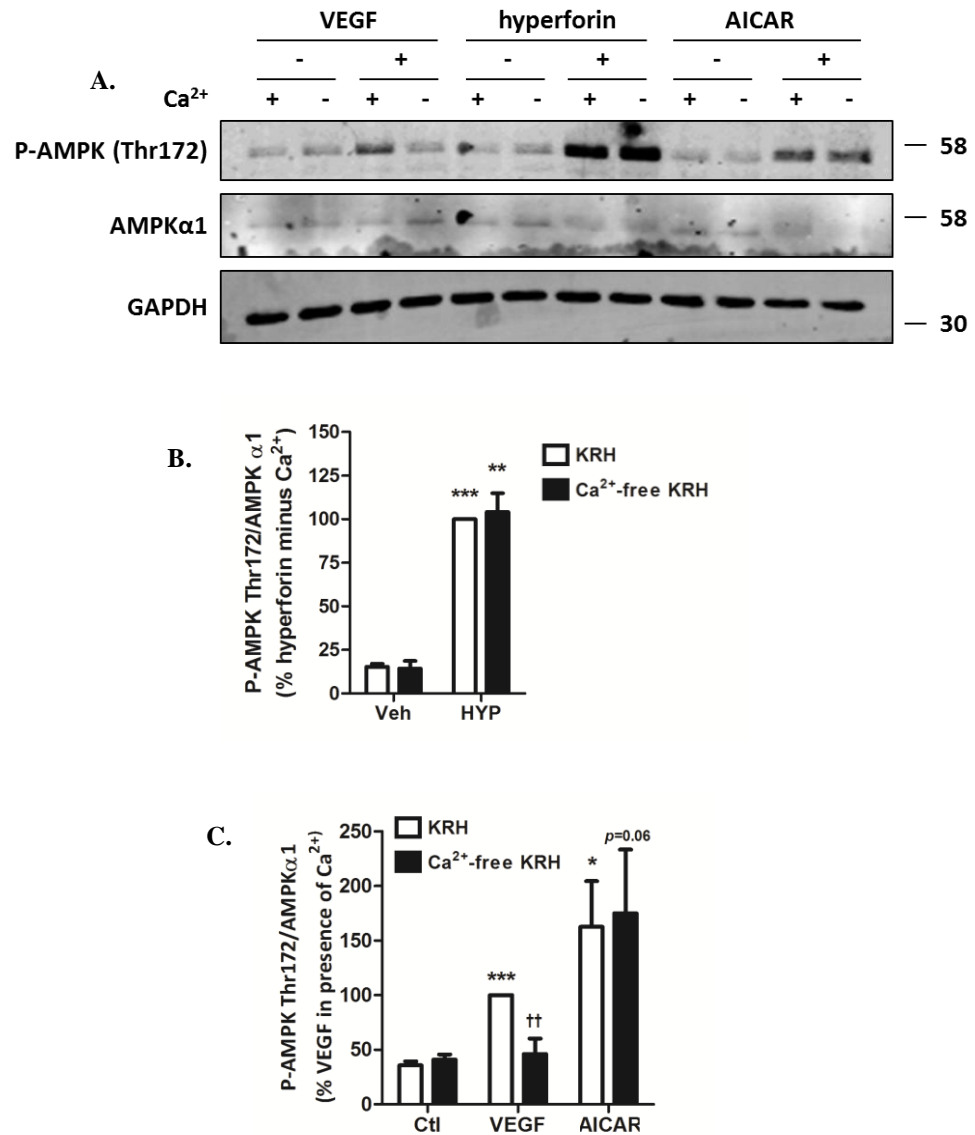 VEGF hyperforin AICAR
- + - + - +
A.
Ca²⁺ + - + - + - + - + - + -
P-AMPK (Thr172) — 58
AMPKα1 — 58
GAPDH — 30
B.
P-AMPK Thr172/AMPK α1
(% hyperforin minus Ca²⁺)
150
125
100
75
50
25
0
*** **
KRH
Ca²⁺-free KRH
Veh HYP
C.
P-AMPK Thr172/AMPKα1
(% VEGF in presence of Ca²⁺)
250
200
150
100
50
0
KRH
Ca²⁺-free KRH
p=0.06
*
***
††
Ctl VEGF AICAR